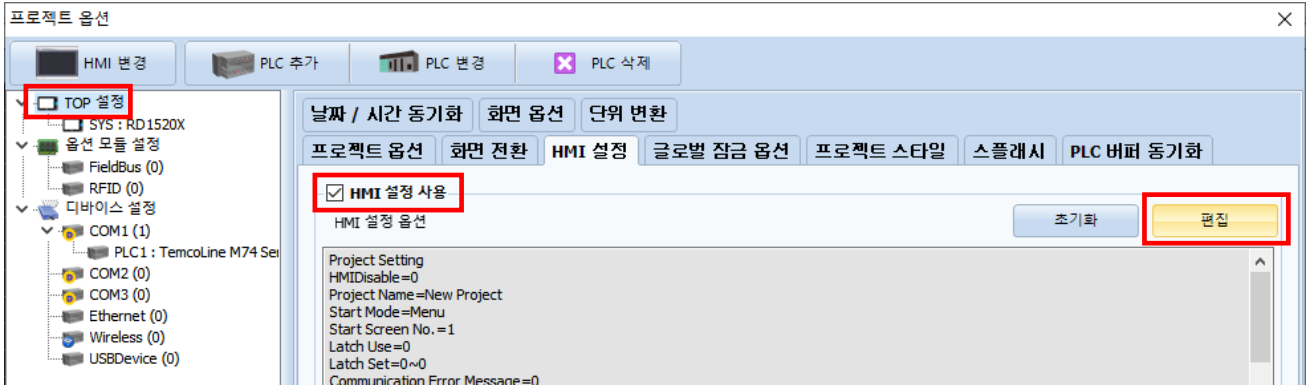 프로젝트 옵션
HMI 변경 PLC 추가 PLC 변경 PLC 삭제
TOP 설정
SYS : RD1520X
옵션 모듈 설정
FieldBus (0)
RFID (0)
디바이스 설정
COM1 (1)
PLC1 : TemcoLine M74 Ser
COM2 (0)
COM3 (0)
Ethernet (0)
Wireless (0)
USBDevice (0)
날짜 / 시간 동기화 화면 옵션 단위 변환
프로젝트 옵션 화면 전환 HMI 설정 글로벌 잠금 옵션 프로젝트 스타일 스플래시 PLC 버퍼 동기화
HMI 설정 사용
HMI 설정 옵션 초기화 편집
Project Setting
HMIDisable=0
Project Name=New Project
Start Mode=Menu
Start Screen No.=1
Latch Use=0
Latch Set=0~0
Communication Error Message=0